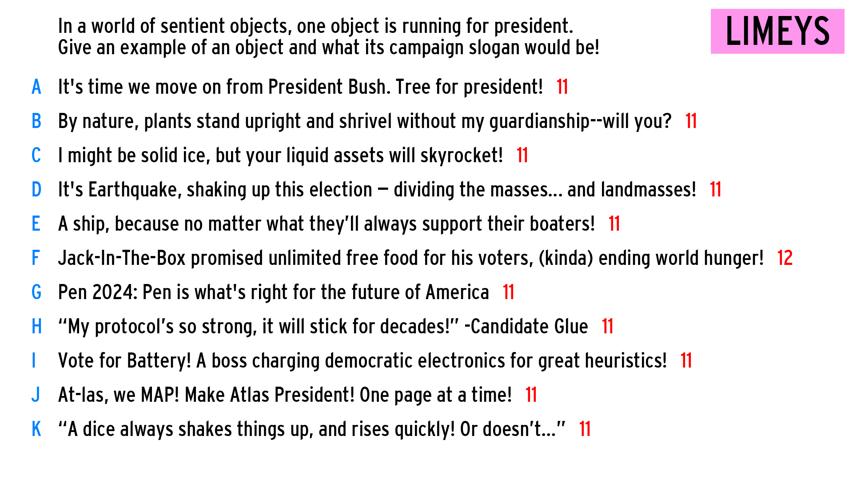 In a world of sentient objects, one object is running for president.
Give an example of an object and what its campaign slogan would be!
LIMEYS
A It's time we move on from President Bush. Tree for president! 11
B By nature, plants stand upright and shrivel without my guardianship--will you? 11
C I might be solid ice, but your liquid assets will skyrocket! 11
D It's Earthquake, shaking up this election – dividing the masses... and landmasses! 11
E A ship, because no matter what they’ll always support their boaters! 11
F Jack-In-The-Box promised unlimited free food for his voters, (kinda) ending world hunger! 12
G Pen 2024: Pen is what's right for the future of America 11
H “My protocol’s so strong, it will stick for decades!” -Candidate Glue 11
I Vote for Battery! A boss charging democratic electronics for great heuristics! 11
J At-las, we MAP! Make Atlas President! One page at a time! 11
K “A dice always shakes things up, and rises quickly! Or doesn’t...” 11